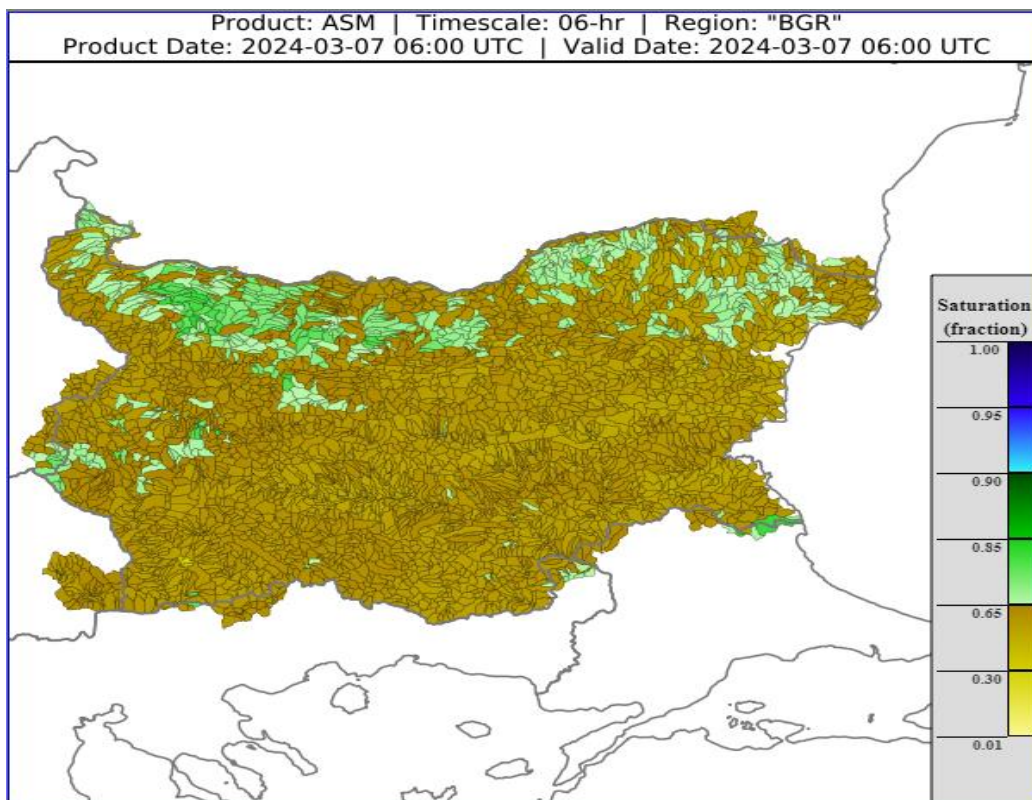 Product: ASM | Timescale: 06-hr | Region: "BGR"
Product Date: 2024-03-07 06:00 UTC | Valid Date: 2024-03-07 06:00 UTC
Saturation
(fraction)
1.00
0.95
0.90
0.85
0.65
0.30
0.01